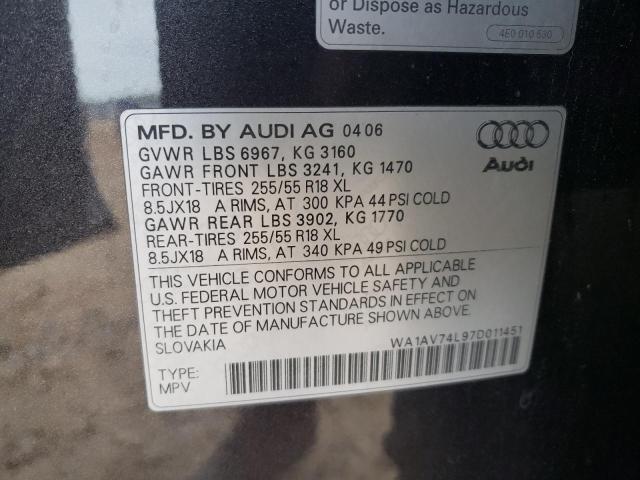 or Dispose as Hazardous
Waste.
4E0 010 530
MFD. BY AUDI AG 04 06
GVWR LBS 6967, KG 3160
GAWR FRONT LBS 3241, KG 1470
FRONT-TIRES 255/55 R18 XL
8.5JX18 A RIMS, AT 300 KPA 44 PSI COLD
GAWR REAR LBS 3902, KG 1770
REAR-TIRES 255/55 R18 XL
8.5JX18 A RIMS, AT 340 KPA 49 PSI COLD
Audi
THIS VEHICLE CONFORMS TO ALL APPLICABLE
U.S. FEDERAL MOTOR VEHICLE SAFETY AND
THEFT PREVENTION STANDARDS IN EFFECT ON
THE DATE OF MANUFACTURE SHOWN ABOVE.
SLOVAKIA
WA1AV74L97D011451
TYPE:
MPV